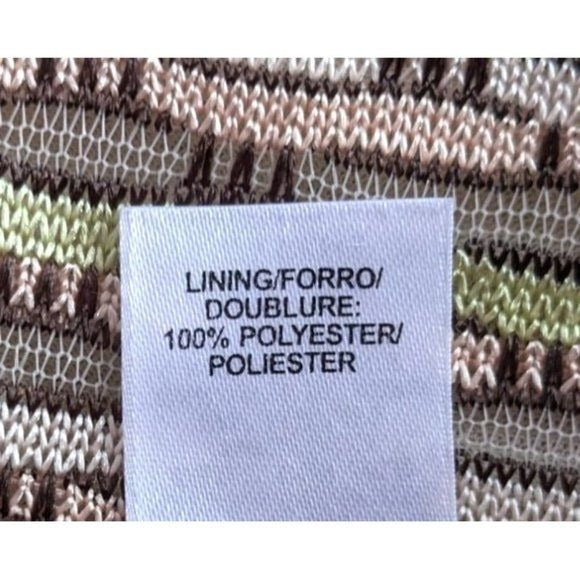 LINING/FORRO/
DOUBLURE:
100% POLYESTER/
POLIESTER